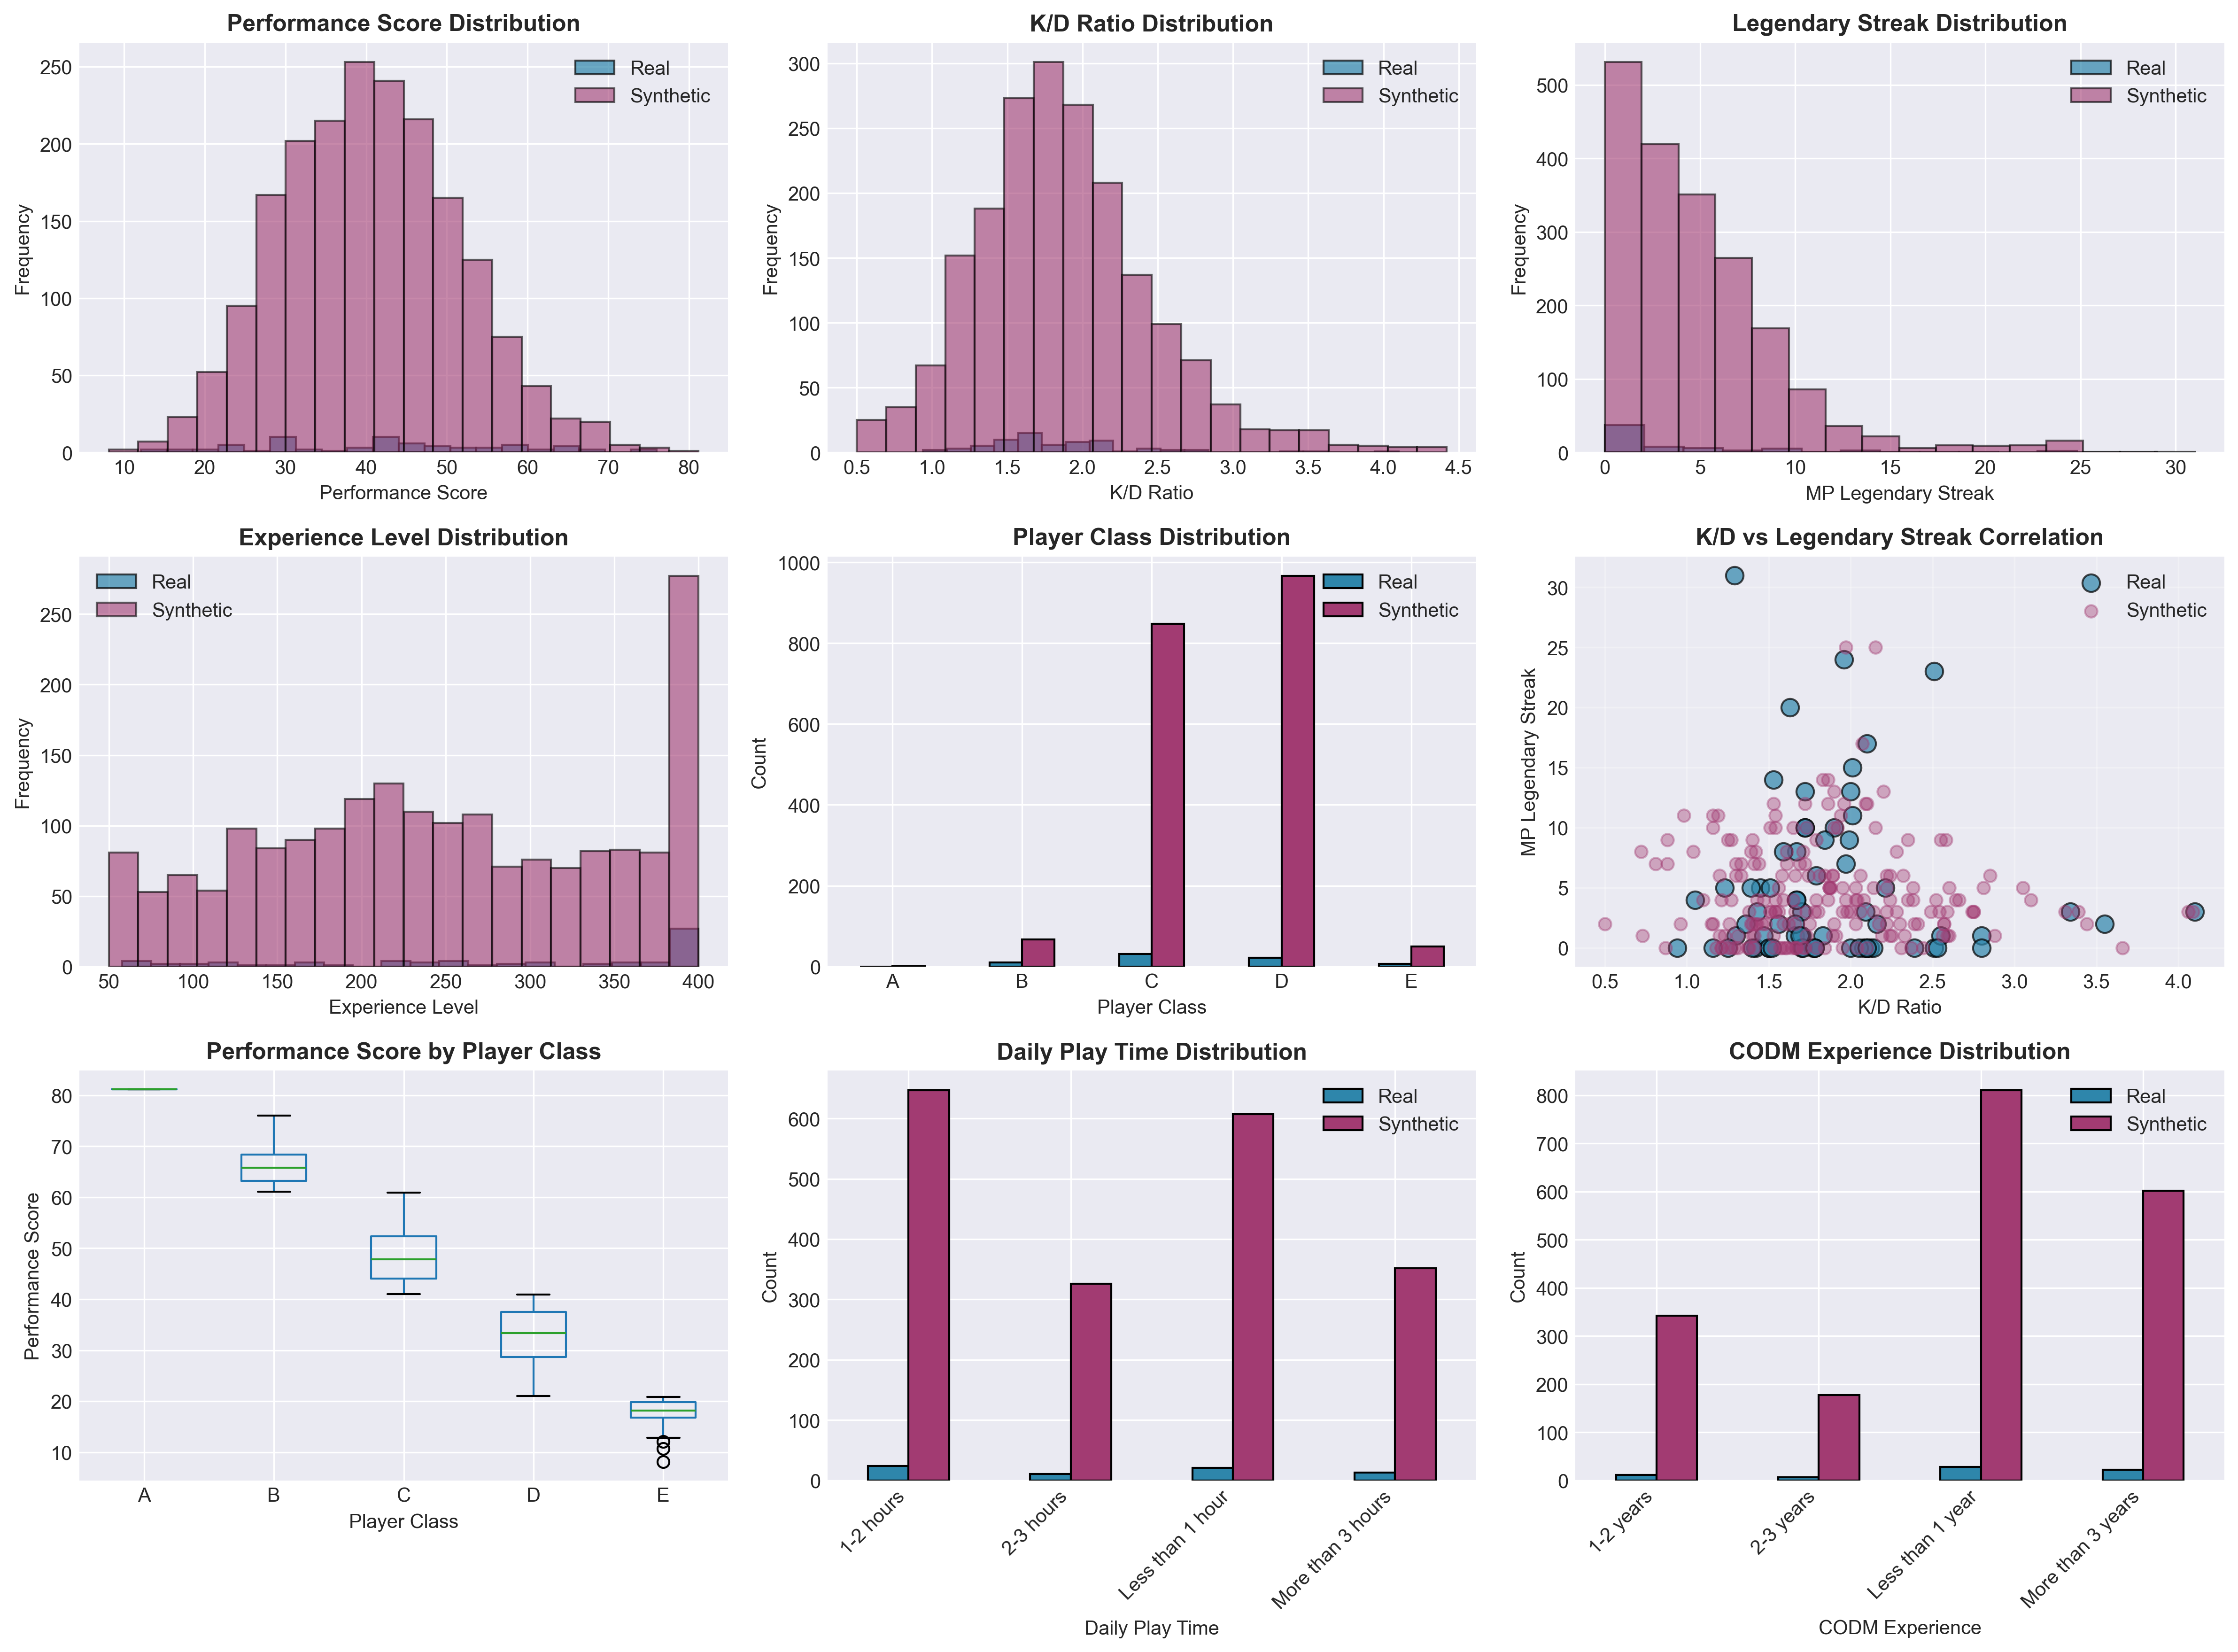 Performance Score Distribution
250
200
150
100
50
0
Frequency
Real
Synthetic
10 20 30 40 50 60 70 80
Performance Score
K/D Ratio Distribution
300
250
200
150
100
50
0
Frequency
Real
Synthetic
0.5 1.0 1.5 2.0 2.5 3.0 3.5 4.0 4.5
K/D Ratio
Legendary Streak Distribution
500
400
300
200
100
0
Frequency
Real
Synthetic
0 5 10 15 20 25 30
MP Legendary Streak
Experience Level Distribution
250
200
150
100
50
0
Frequency
Real
Synthetic
50 100 150 200 250 300 350 400
Experience Level
Player Class Distribution
1000
800
600
400
200
0
Count
Real
Synthetic
A B C D E
Player Class
K/D vs Legendary Streak Correlation
30
25
20
15
10
5
0
MP Legendary Streak
Real
Synthetic
0.5 1.0 1.5 2.0 2.5 3.0 3.5 4.0
K/D Ratio
Performance Score by Player Class
80
70
60
50
40
30
20
10
Performance Score
A B C D E
Player Class
Daily Play Time Distribution
600
500
400
300
200
100
0
Count
Real
Synthetic
1-2 hours
2-3 hours
Less than 1 hour
More than 3 hours
Daily Play Time
CODM Experience Distribution
800
700
600
500
400
300
200
100
0
Count
Real
Synthetic
1-2 years
2-3 years
Less than 1 year
More than 3 years
CODM Experience